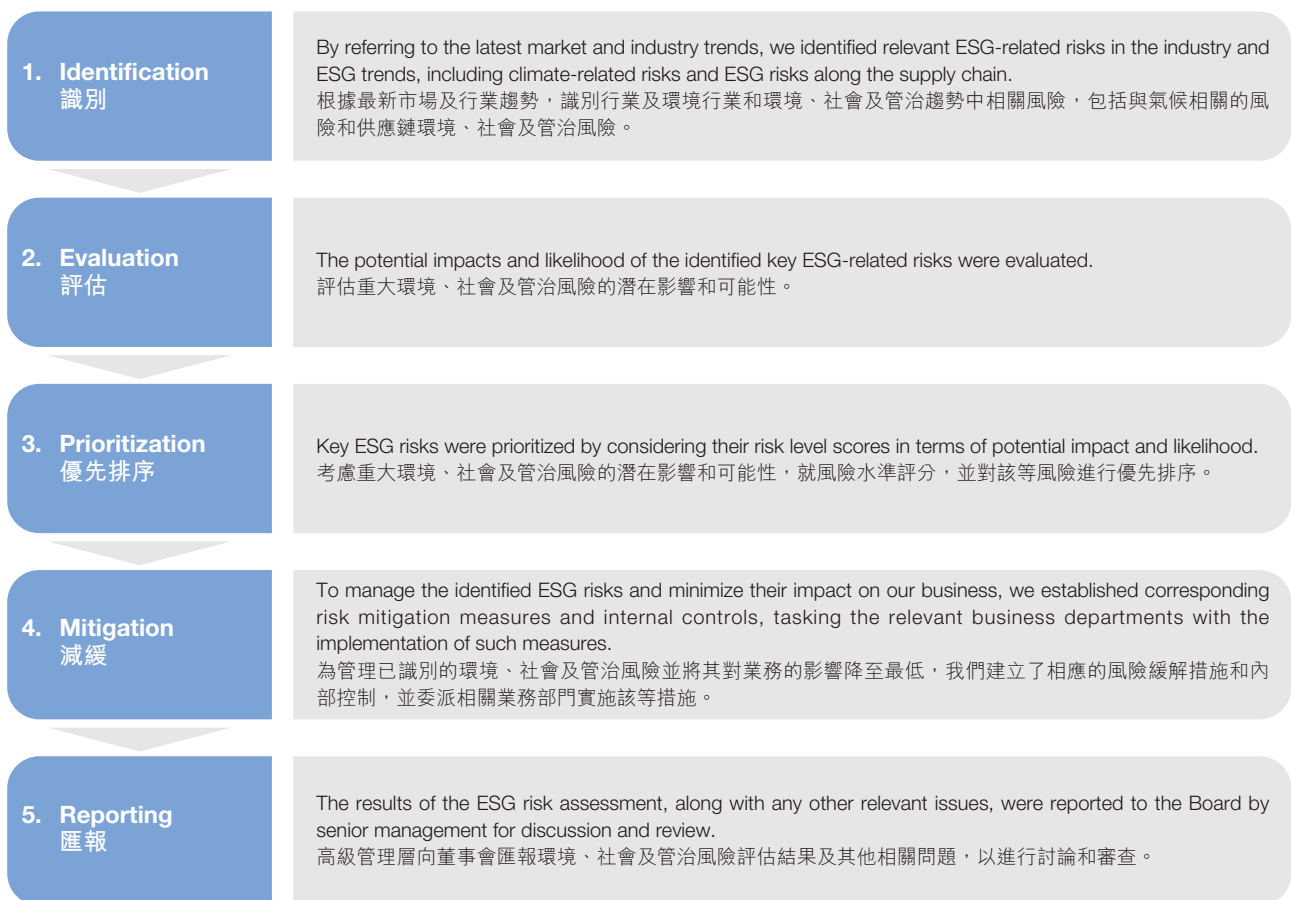 1. Identification
識別
By referring to the latest market and industry trends, we identified relevant ESG-related risks in the industry and
ESG trends, including climate-related risks and ESG risks along the supply chain.
根據最新市場及行業趨勢，識別行業及環境行業和環境、社會及管治趨勢中相關風險，包括與氣候相關的風
險和供應鏈環境、社會及管治風險。
2. Evaluation
評估
The potential impacts and likelihood of the identified key ESG-related risks were evaluated.
評估重大環境、社會及管治風險的潛在影響和可能性。
3. Prioritization
優先排序
Key ESG risks were prioritized by considering their risk level scores in terms of potential impact and likelihood.
考慮重大環境、社會及管治風險的潛在影響和可能性，就風險水準評分，並對該等風險進行優先排序。
4. Mitigation
減緩
To manage the identified ESG risks and minimize their impact on our business, we established corresponding
risk mitigation measures and internal controls, tasking the relevant business departments with the
implementation of such measures.
為管理已識別的環境、社會及管治風險並將其對業務的影響降至最低，我們建立了相應的風險緩解措施和內
部控制，並委派相關業務部門實施該等措施。
5. Reporting
匯報
The results of the ESG risk assessment, along with any other relevant issues, were reported to the Board by
senior management for discussion and review.
高級管理層向董事會匯報環境、社會及管治風險評估結果及其他相關問題，以進行討論和審查。